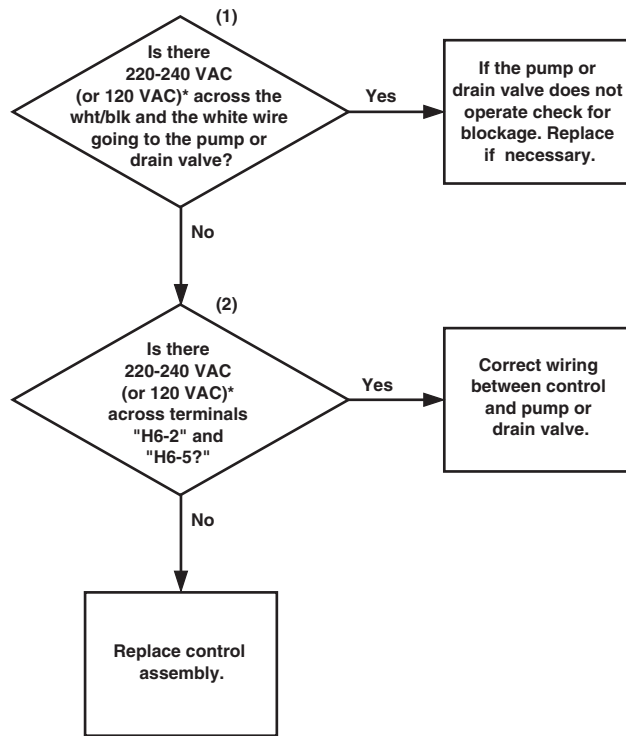 (1)
Is there
220-240 VAC
(or 120 VAC)* across the
wht/blk and the white wire
going to the pump or
drain valve?
Yes
If the pump or
drain valve does not
operate check for
blockage. Replace
if necessary.
No
(2)
Is there
220-240 VAC
(or 120 VAC)*
across terminals
"H6-2" and
"H6-5?"
Yes
Correct wiring
between control
and pump or
drain valve.
No
Replace control
assembly.